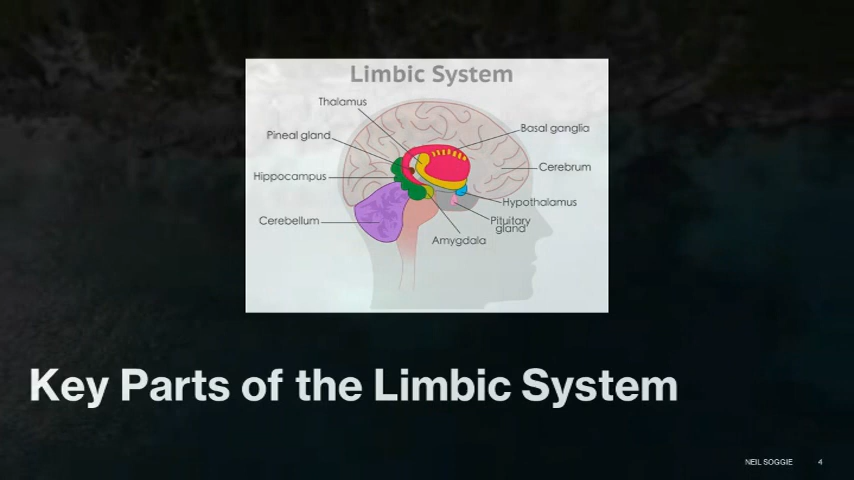 Limbic System
Thalamus
Basal ganglia
Pineal gland
Cerebrum
Hippocampus
Hypothalamus
Cerebellum
Pituitary
gland
Amygdala
Key Parts of the Limbic System
NEIL SOGGIE 4